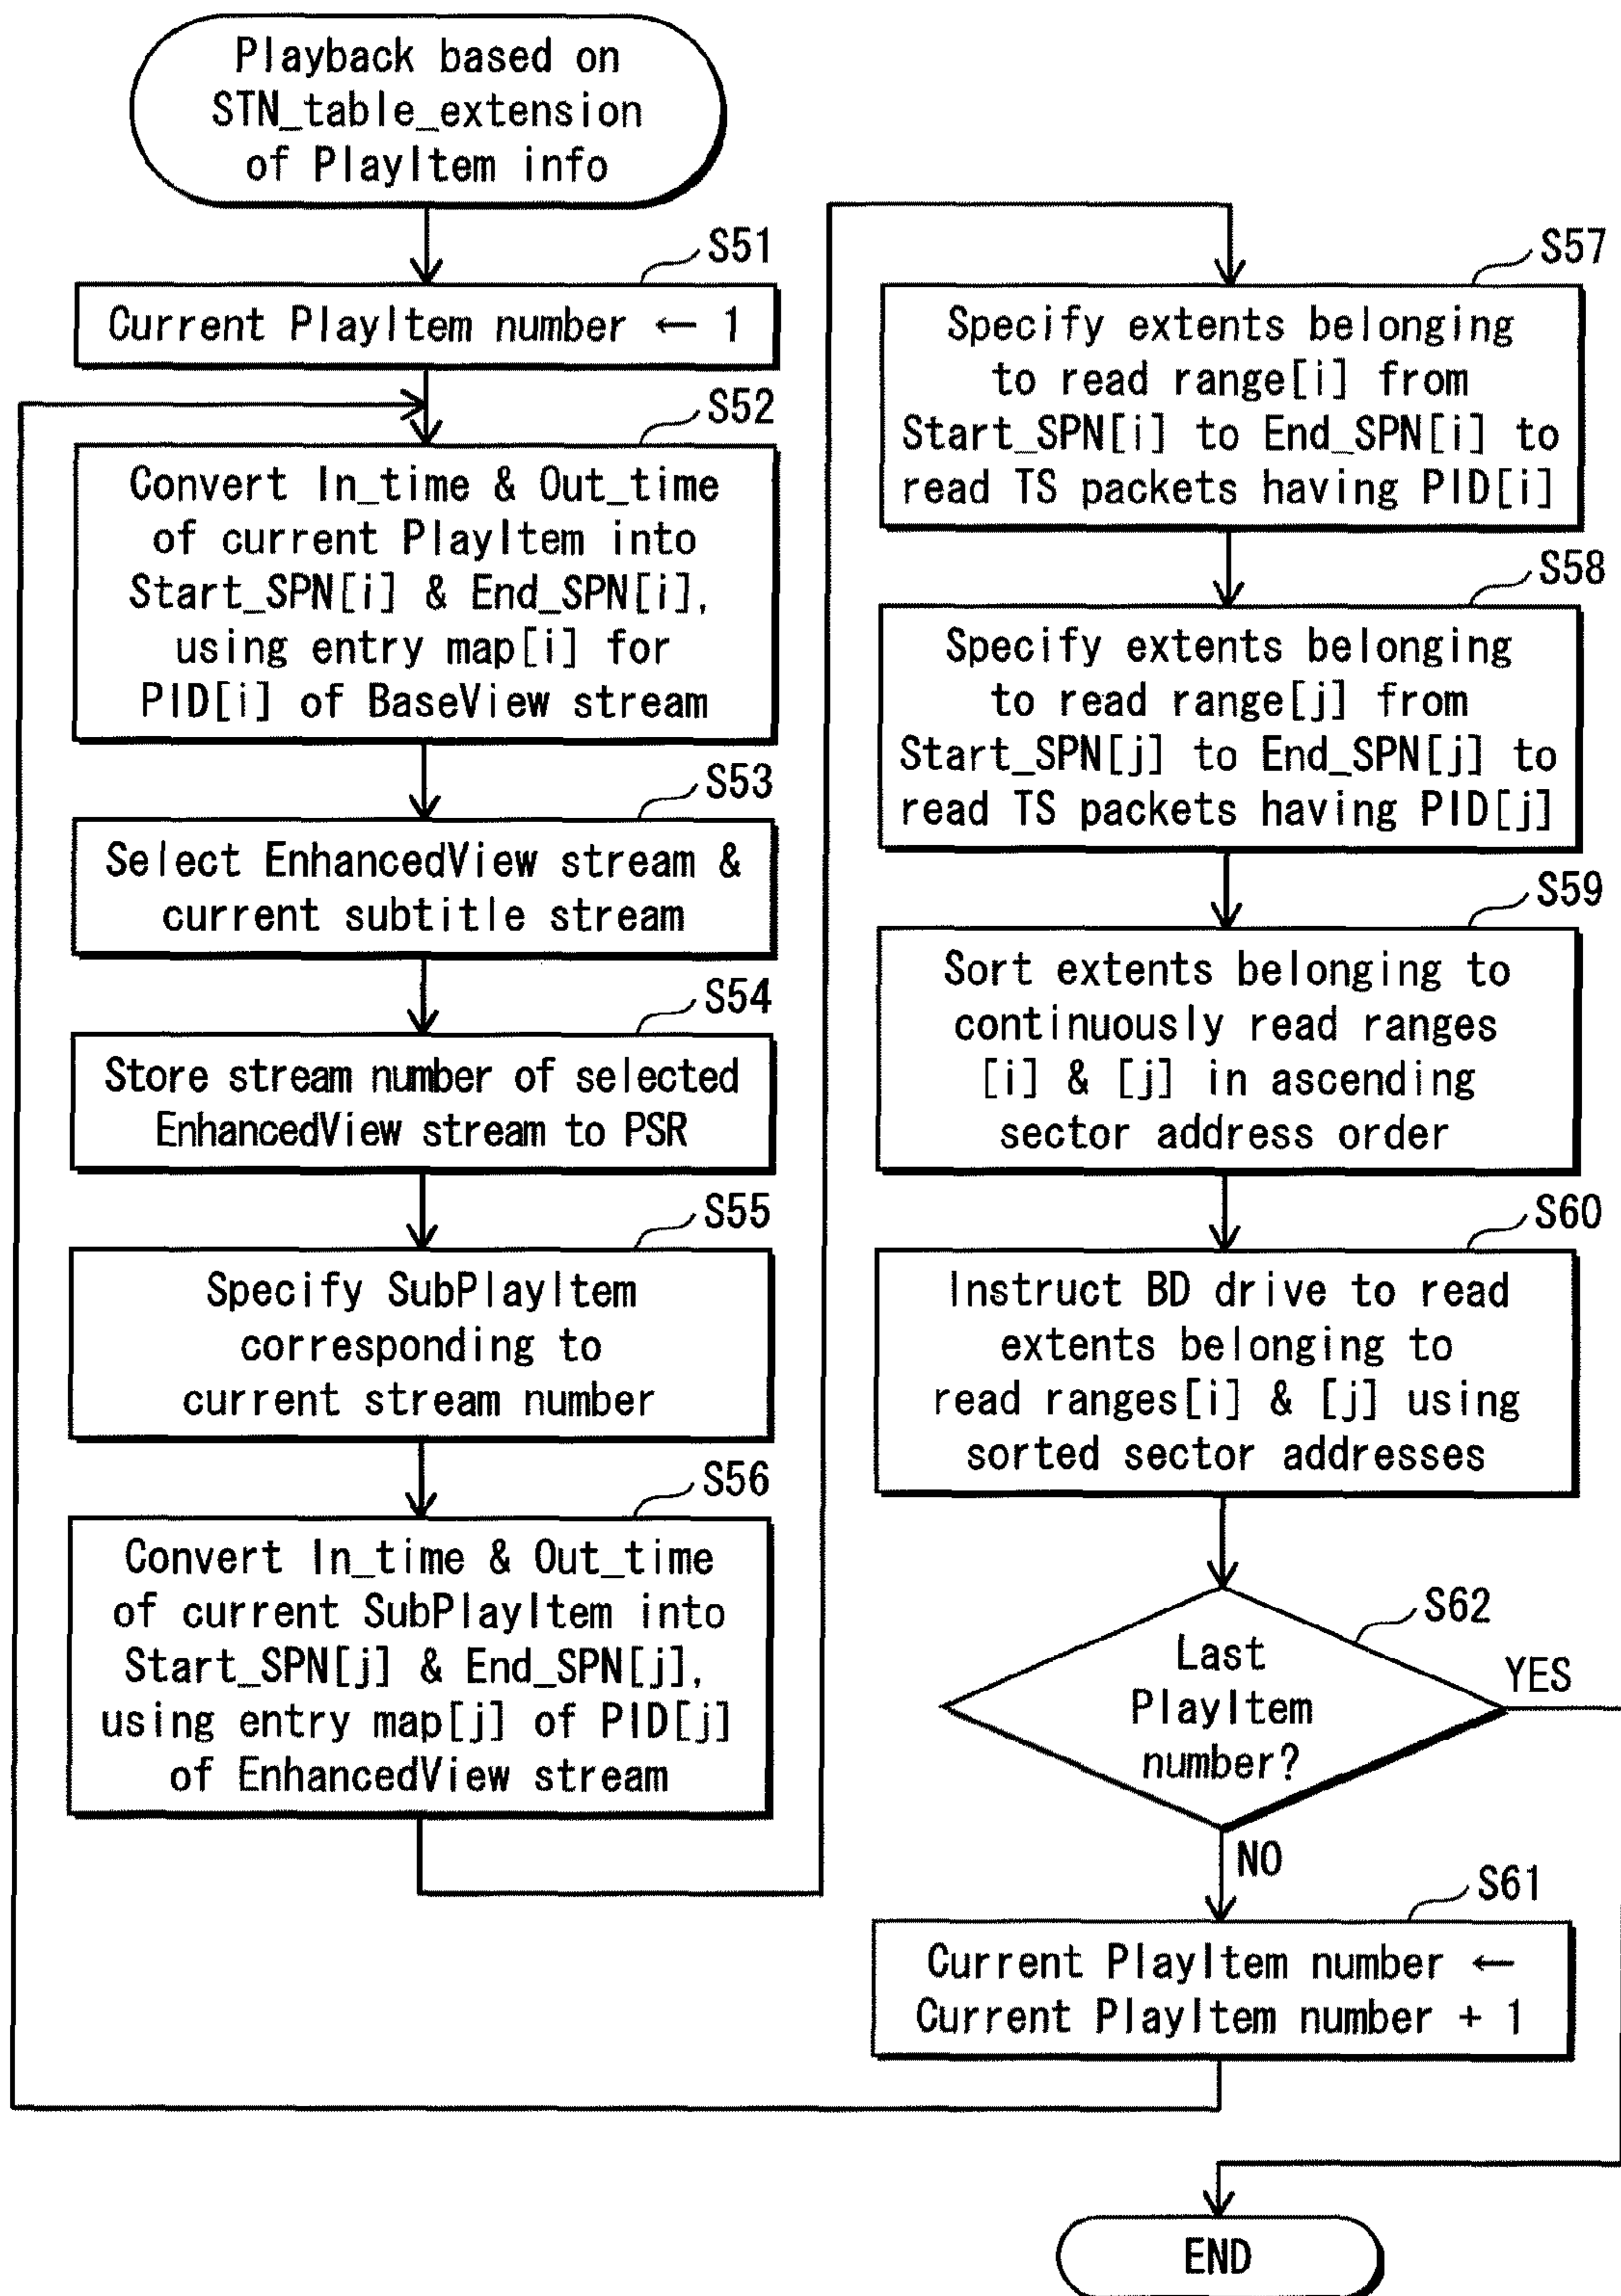 Playback based on
STN_table_extension
of PlayItem info
S51
Current PlayItem number ← 1
S52
Convert In_time & Out_time
of current PlayItem into
Start_SPN[i] & End_SPN[i],
using entry map[i] for
PID[i] of BaseView stream
S53
Select EnhancedView stream &
current subtitle stream
S54
Store stream number of selected
EnhancedView stream to PSR
S55
Specify SubPlayItem
corresponding to
current stream number
S56
Convert In_time & Out_time
of current SubPlayItem into
Start_SPN[j] & End_SPN[j],
using entry map[j] of PID[j]
of EnhancedView stream
S57
Specify extents belonging
to read range[i] from
Start_SPN[i] to End_SPN[i] to
read TS packets having PID[i]
S58
Specify extents belonging
to read range[j] from
Start_SPN[j] to End_SPN[j] to
read TS packets having PID[j]
S59
Sort extents belonging to
continuously read ranges
[i] & [j] in ascending
sector address order
S60
Instruct BD drive to read
extents belonging to
read ranges[i] & [j] using
sorted sector addresses
S62
Last
PlayItem
number?
YES
NO
S61
Current PlayItem number ←
Current PlayItem number + 1
END